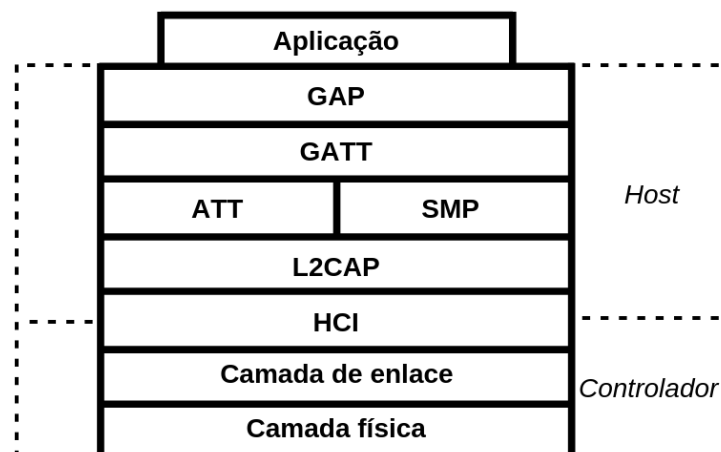 Aplicação
GAP
GATT
ATT SMP
Host
L2CAP
HCI
Camada de enlace
Controlador
Camada física